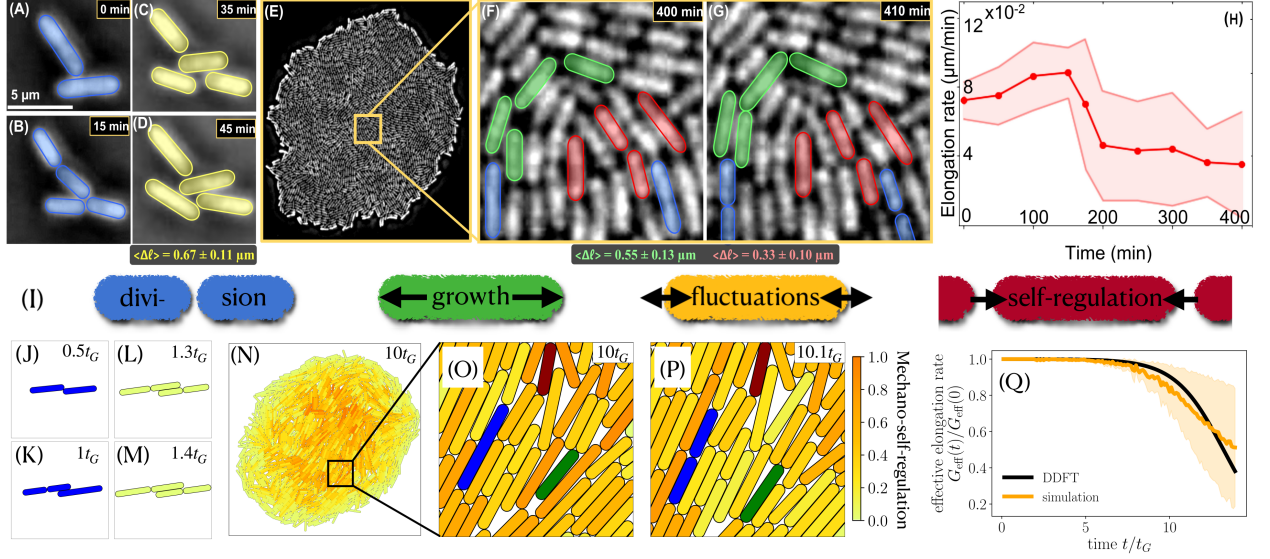 (A) 0 min
5 μm
(B) 15 min
(C) 35 min
(D) 45 min
<Δℓ> = 0.67 ± 0.11 μm
(E)
(F) 400 min
(G) 410 min
<Δℓ> = 0.55 ± 0.13 μm <Δℓ> = 0.33 ± 0.10 μm
(H)
12 ×10⁻²
8
4
Elongation rate (μm/min)
0 100 200 300 400
Time (min)
(I) divi- sion growth fluctuations self-regulation
(J) 0.5t_G
(K) 1t_G
(L) 1.3t_G
(M) 1.4t_G
(N) 10t_G
(O) 10t_G
(P) 10.1t_G
1.0
0.8
0.6
0.4
0.2
0.0
Mechano-self-regulation
effective elongation rate
G_eff(t)/G_eff(0)
1.0
0.8
0.6
0.4
0.2
(Q)
DDFT
simulation
0 5 10
time t/t_G